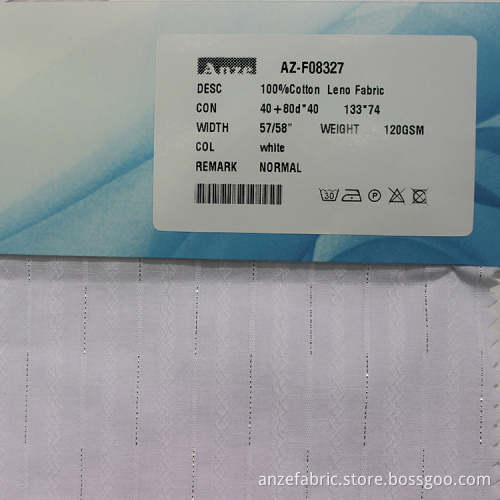 Anze AZ-F08327
DESC 100%Cotton Leno Fabric
CON 40+80d*40 133*74
WIDTH 57/58" WEIGHT 120GSM
COL white
REMARK NORMAL
30 P
anzefabric.store.bossgoo.com